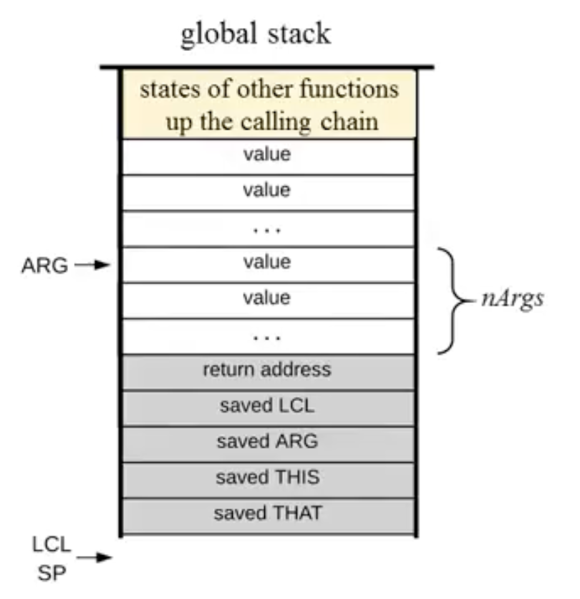 global stack
states of other functions
up the calling chain
value
value
...
ARG
value
value
nArgs
...
return address
saved LCL
saved ARG
saved THIS
saved THAT
LCL
SP